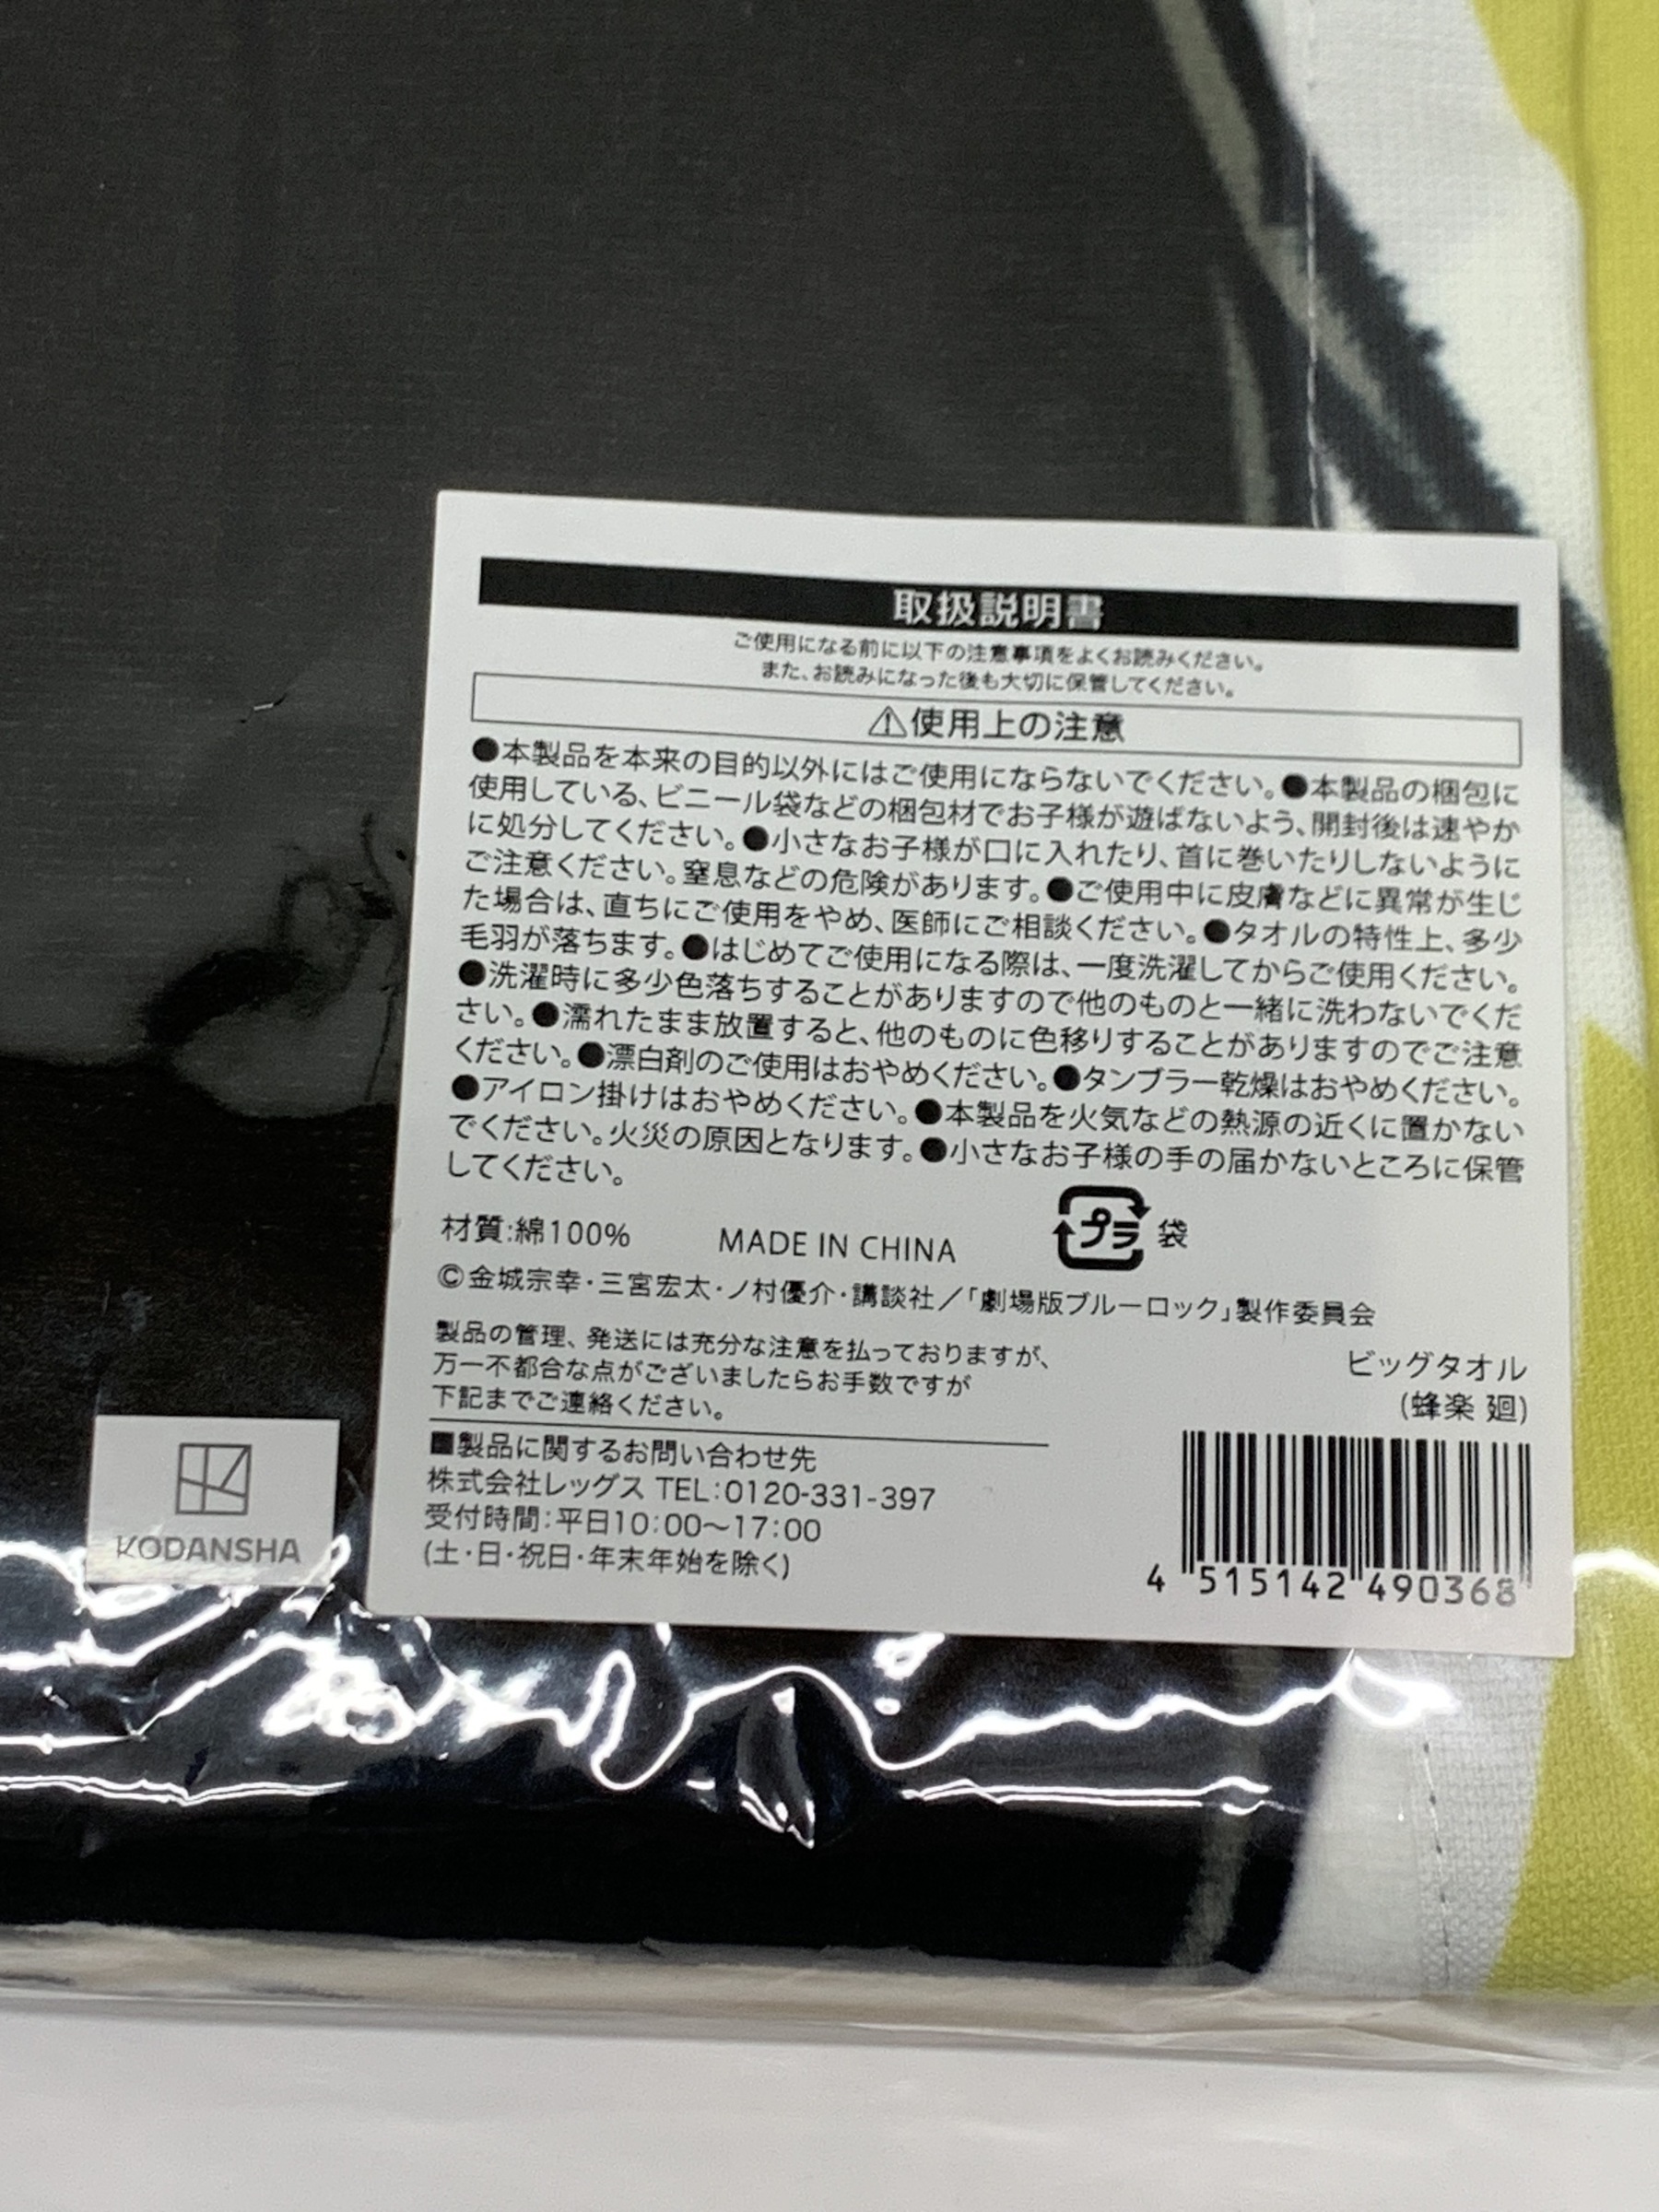 取扱説明書
ご使用になる前に以下の注意事項をよくお読みください。
また、お読みになった後も大切に保管してください。
⚠使用上の注意
●本製品を本来の目的以外にはご使用にならないでください。●本製品の梱包に
使用している、ビニール袋などの梱包材でお子様が遊ばないよう、開封後は速やか
に処分してください。●小さなお子様が口に入れたり、首に巻いたりしないように
ご注意ください。窒息などの危険があります。●ご使用中に皮膚などに異常が生じ
た場合は、直ちにご使用をやめ、医師にご相談ください。●タオルの特性上、多少
毛羽が落ちます。●はじめてご使用になる際は、一度洗濯してからご使用ください。
●洗濯時に多少色落ちすることがありますので他のものと一緒に洗わないでくだ
さい。●濡れたまま放置すると、他のものに色移りすることがありますのでご注意
ください。●漂白剤のご使用はおやめください。●タンブラー乾燥はおやめください。
●アイロン掛けはおやめください。●本製品を火気などの熱源の近くに置かない
でください。火災の原因となります。●小さなお子様の手の届かないところに保管
してください。
材質:綿100% MADE IN CHINA プラ 袋
©金城宗幸・三宮宏太・ノ村優介・講談社/「劇場版ブルーロック」製作委員会
製品の管理、発送には充分な注意を払っておりますが、
万一不都合な点がございましたらお手数ですが
下記までご連絡ください。
ビッグタオル
(蜂楽 廻)
■製品に関するお問い合わせ先
株式会社レッグス TEL:0120-331-397
受付時間:平日10:00〜17:00
(土・日・祝日・年末年始を除く)
4 515142 490368
KODANSHA